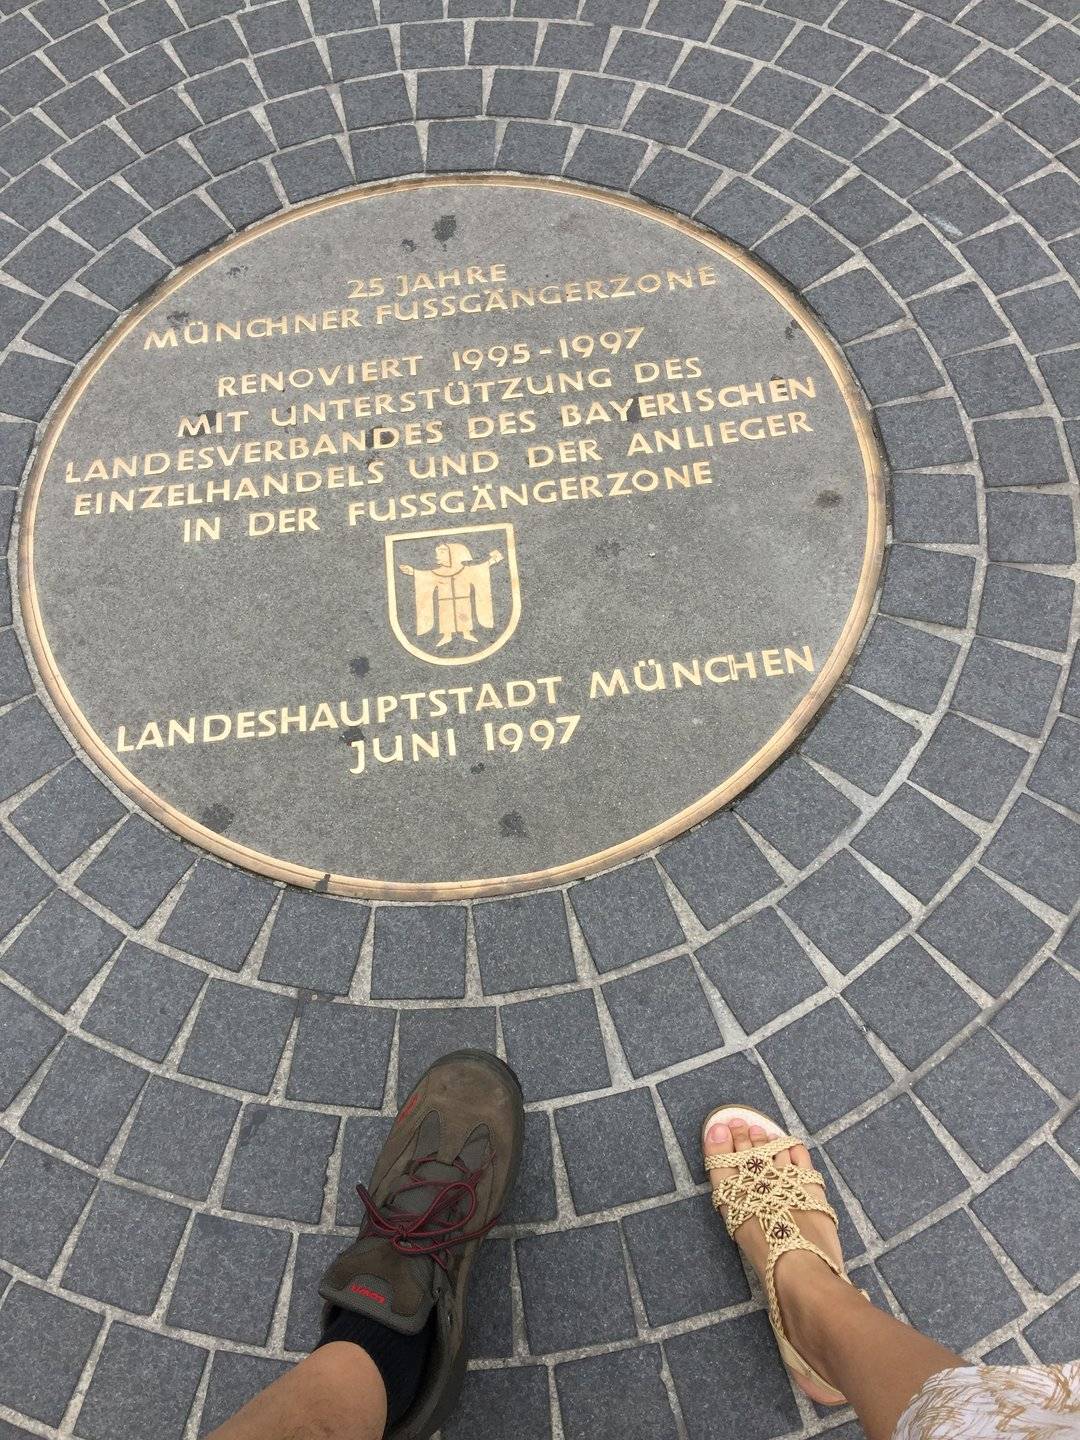 25 JAHRE
MÜNCHNER FUSSGÄNGERZONE
RENOVIERT 1995-1997
MIT UNTERSTÜTZUNG DES
LANDESVERBANDES DES BAYERISCHEN
EINZELHANDELS UND DER ANLIEGER
IN DER FUSSGÄNGERZONE
LANDESHAUPTSTADT MÜNCHEN
JUNI 1997
LOWA